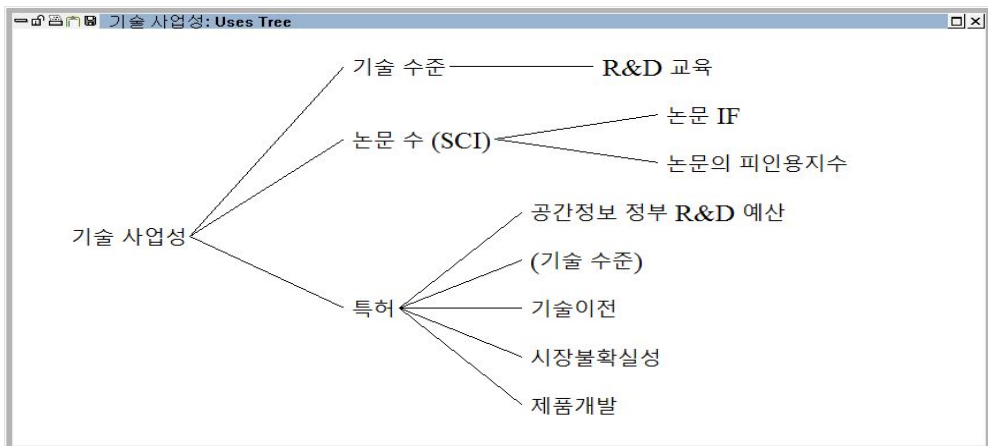 기술 사업성: Uses Tree
기술 수준
R&D 교육
논문 수 (SCI)
논문 IF
논문의 피인용지수
기술 사업성
특허
공간정보 정부 R&D 예산
(기술 수준)
기술이전
시장불확실성
제품개발